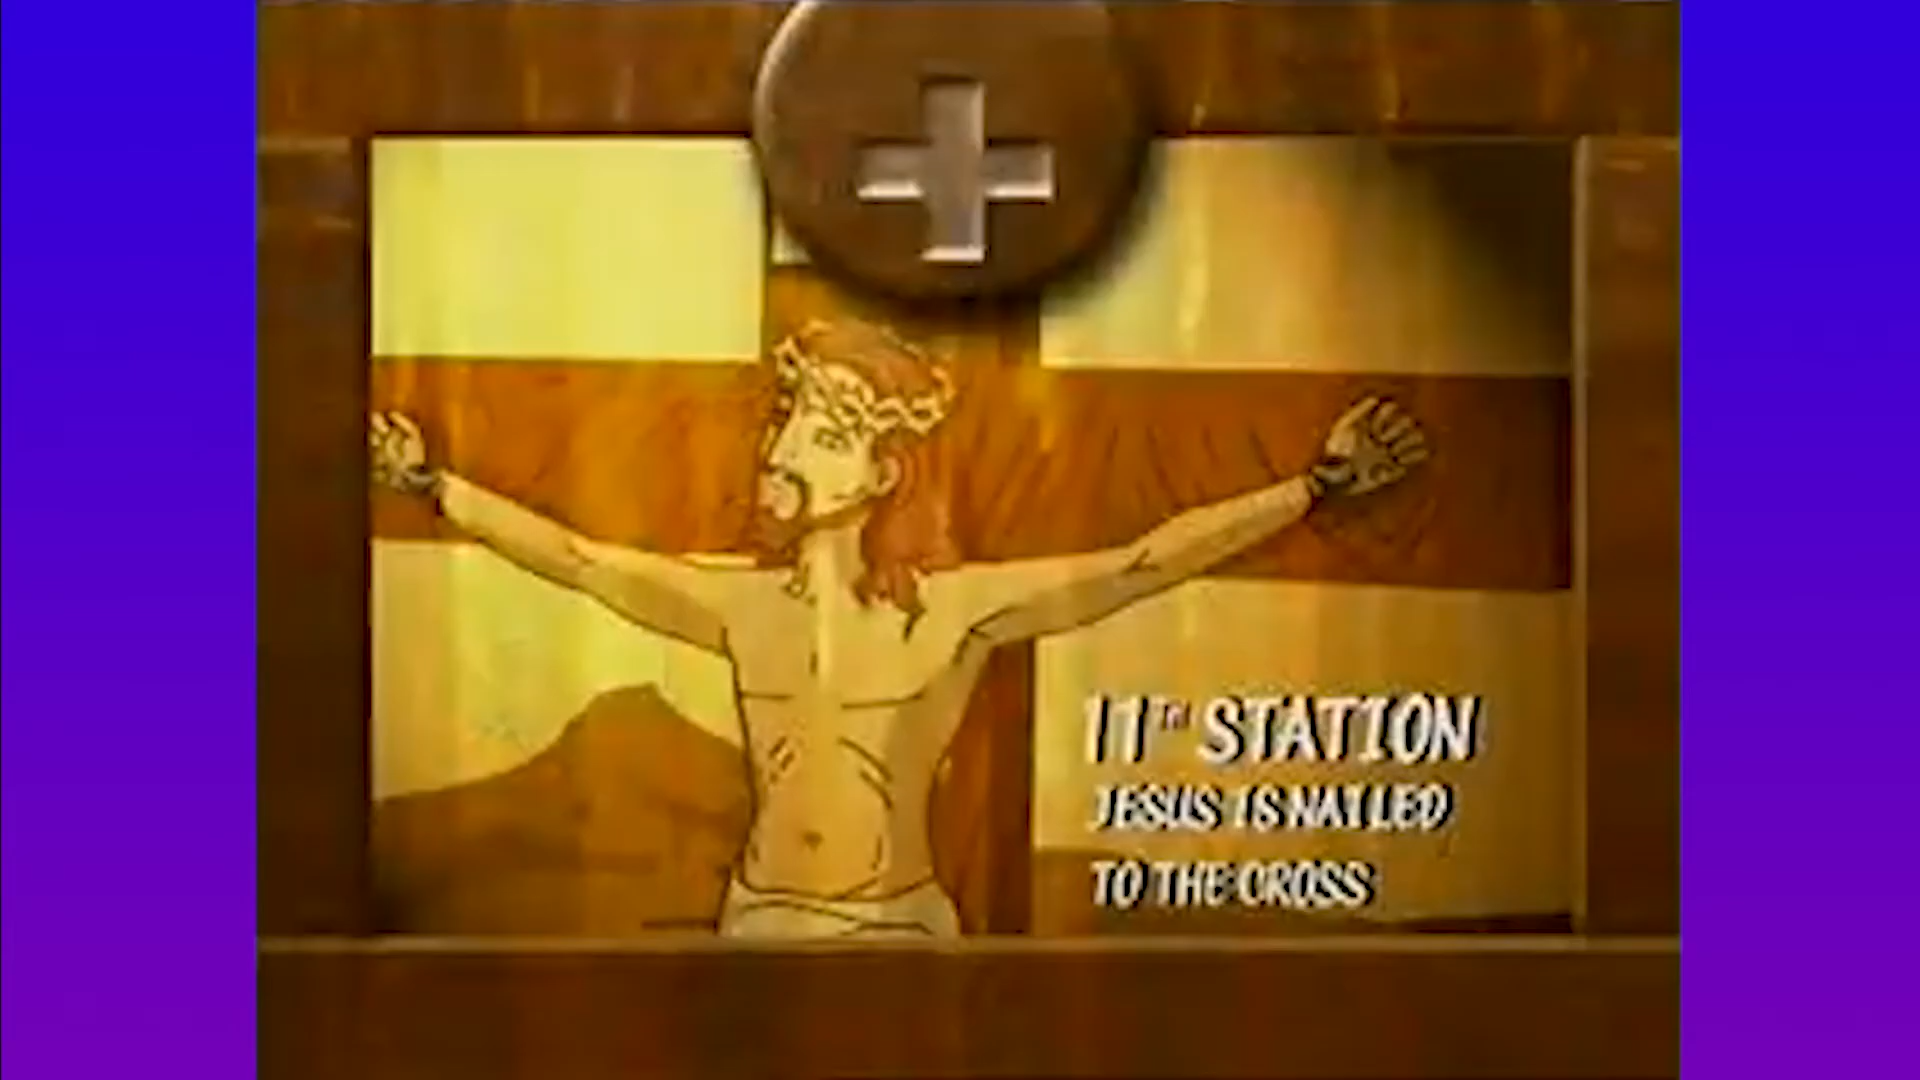 11TH STATION
JESUS IS NAILED
TO THE CROSS